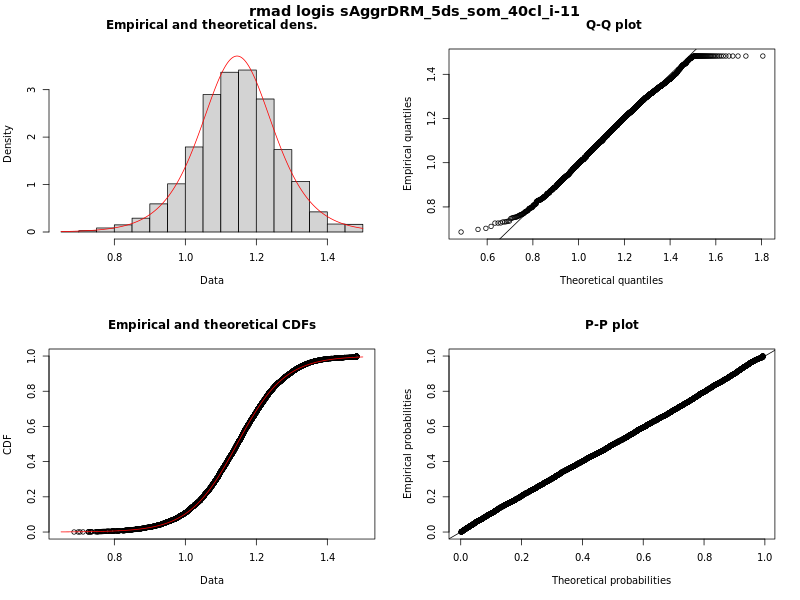 rmad logis sAggrDRM_5ds_som_40cl_i-11
Empirical and theoretical dens.
Density
0 1 2 3
0.8 1.0 1.2 1.4
Data
Q-Q plot
Empirical quantiles
0.8 1.0 1.2 1.4
0.6 0.8 1.0 1.2 1.4 1.6 1.8
Theoretical quantiles
Empirical and theoretical CDFs
CDF
0.0 0.2 0.4 0.6 0.8 1.0
0.8 1.0 1.2 1.4
Data
P-P plot
Empirical probabilities
0.0 0.2 0.4 0.6 0.8 1.0
0.0 0.2 0.4 0.6 0.8 1.0
Theoretical probabilities